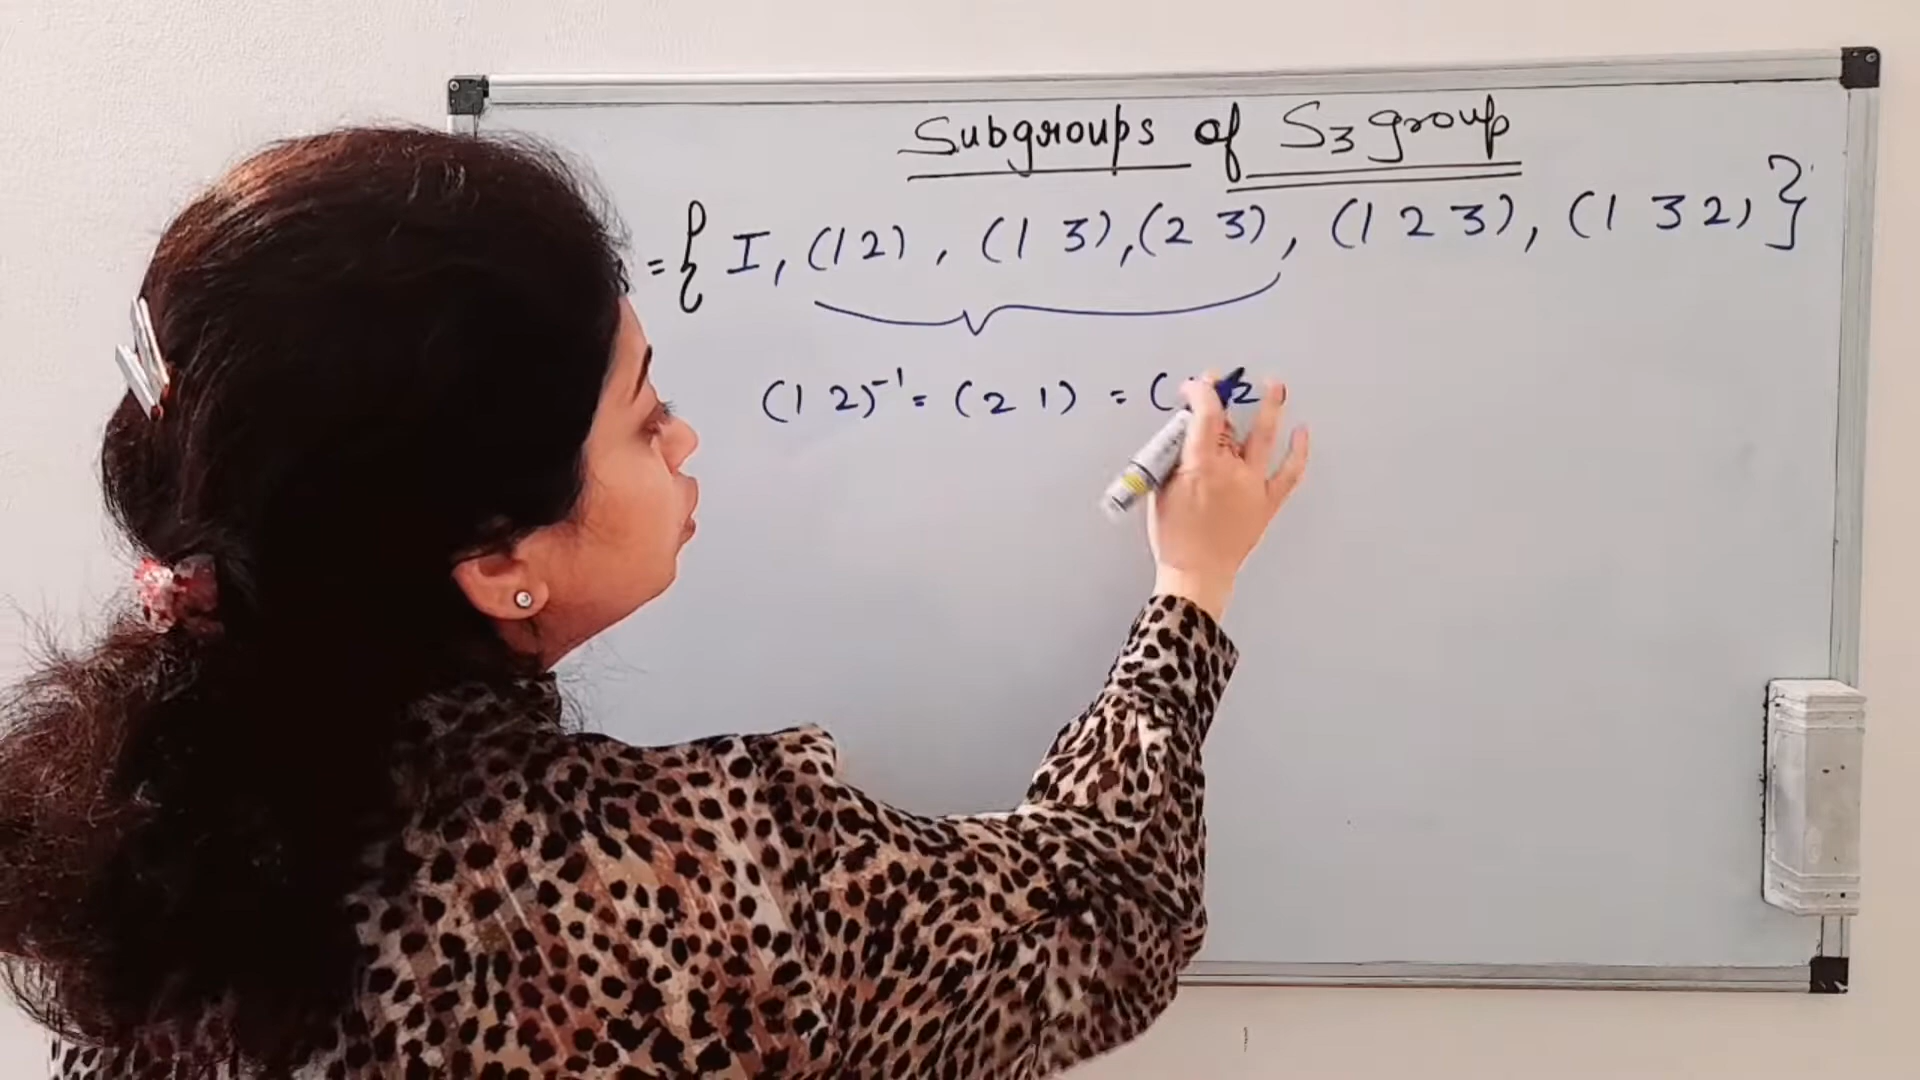 Subgroups of S3 group
= { I, (1 2), (1 3), (2 3), (1 2 3), (1 3 2) }
(1 2)⁻¹ = (2 1) = ( 2